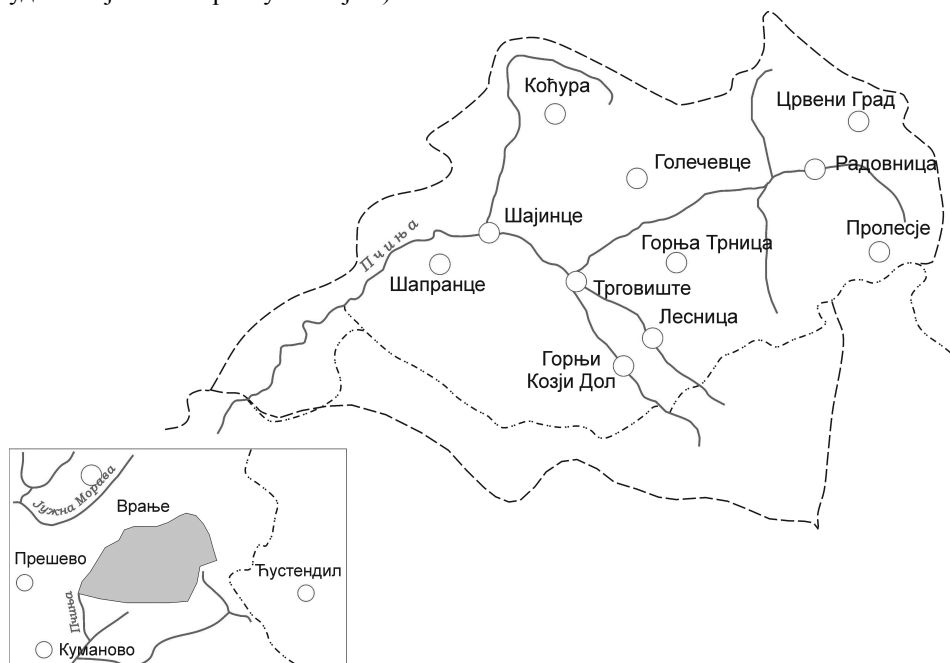 Коћура
Црвени Град
Голечевце
Радовница
Шајинце
Пчиња
Горња Трница
Пролесје
Шапранце
Трговиште
Лесница
Горњи
Козји Дол
Јужна Морава
Врање
Прешево
Ћустендил
Пчиња
Куманово